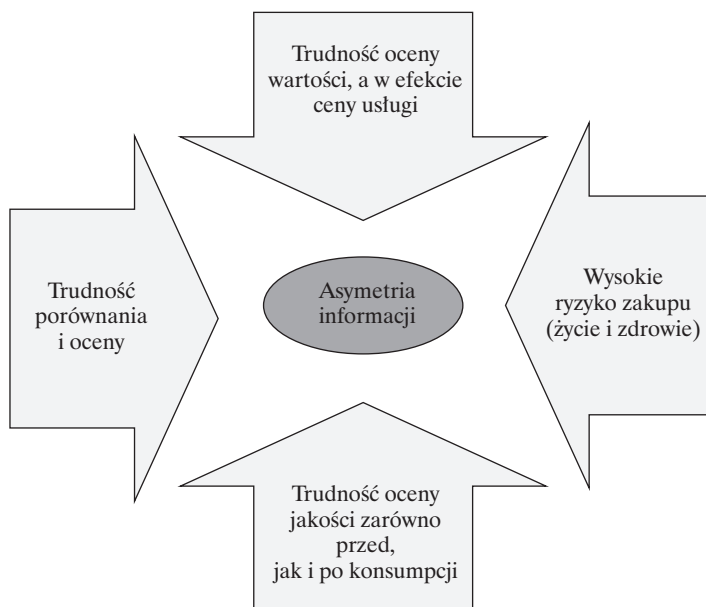 Trudność oceny
wartości, a w efekcie
ceny usługi
Trudność
porównania
i oceny
Asymetria
informacji
Wysokie
ryzyko zakupu
(życie i zdrowie)
Trudność oceny
jakości zarówno
przed,
jak i po konsumpcji